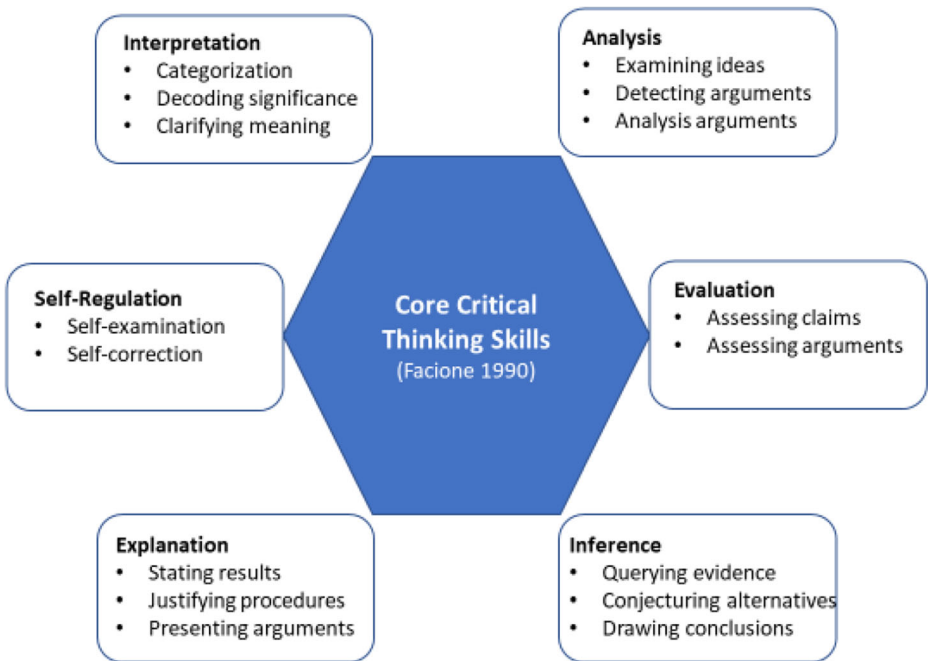 Interpretation
• Categorization
• Decoding significance
• Clarifying meaning
Analysis
• Examining ideas
• Detecting arguments
• Analysis arguments
Self-Regulation
• Self-examination
• Self-correction
Core Critical
Thinking Skills
(Facione 1990)
Evaluation
• Assessing claims
• Assessing arguments
Explanation
• Stating results
• Justifying procedures
• Presenting arguments
Inference
• Querying evidence
• Conjecturing alternatives
• Drawing conclusions